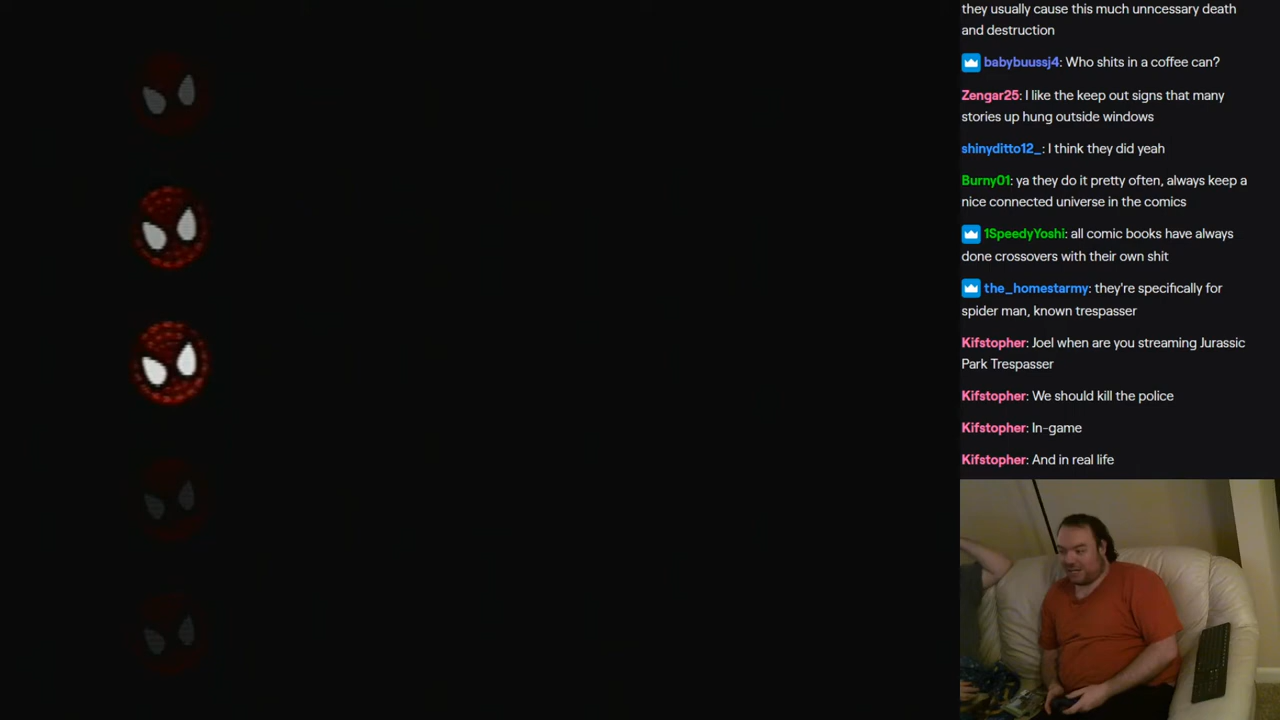 they usually cause this much unncessary death
and destruction
babybuussj4: Who shits in a coffee can?
Zengar25: I like the keep out signs that many
stories up hung outside windows
shinyditto12_: I think they did yeah
Burny01: ya they do it pretty often, always keep a
nice connected universe in the comics
1SpeedyYoshi: all comic books have always
done crossovers with their own shit
the_homestarmy: they're specifically for
spider man, known trespasser
Kifstopher: Joel when are you streaming Jurassic
Park Trespasser
Kifstopher: We should kill the police
Kifstopher: In-game
Kifstopher: And in real life